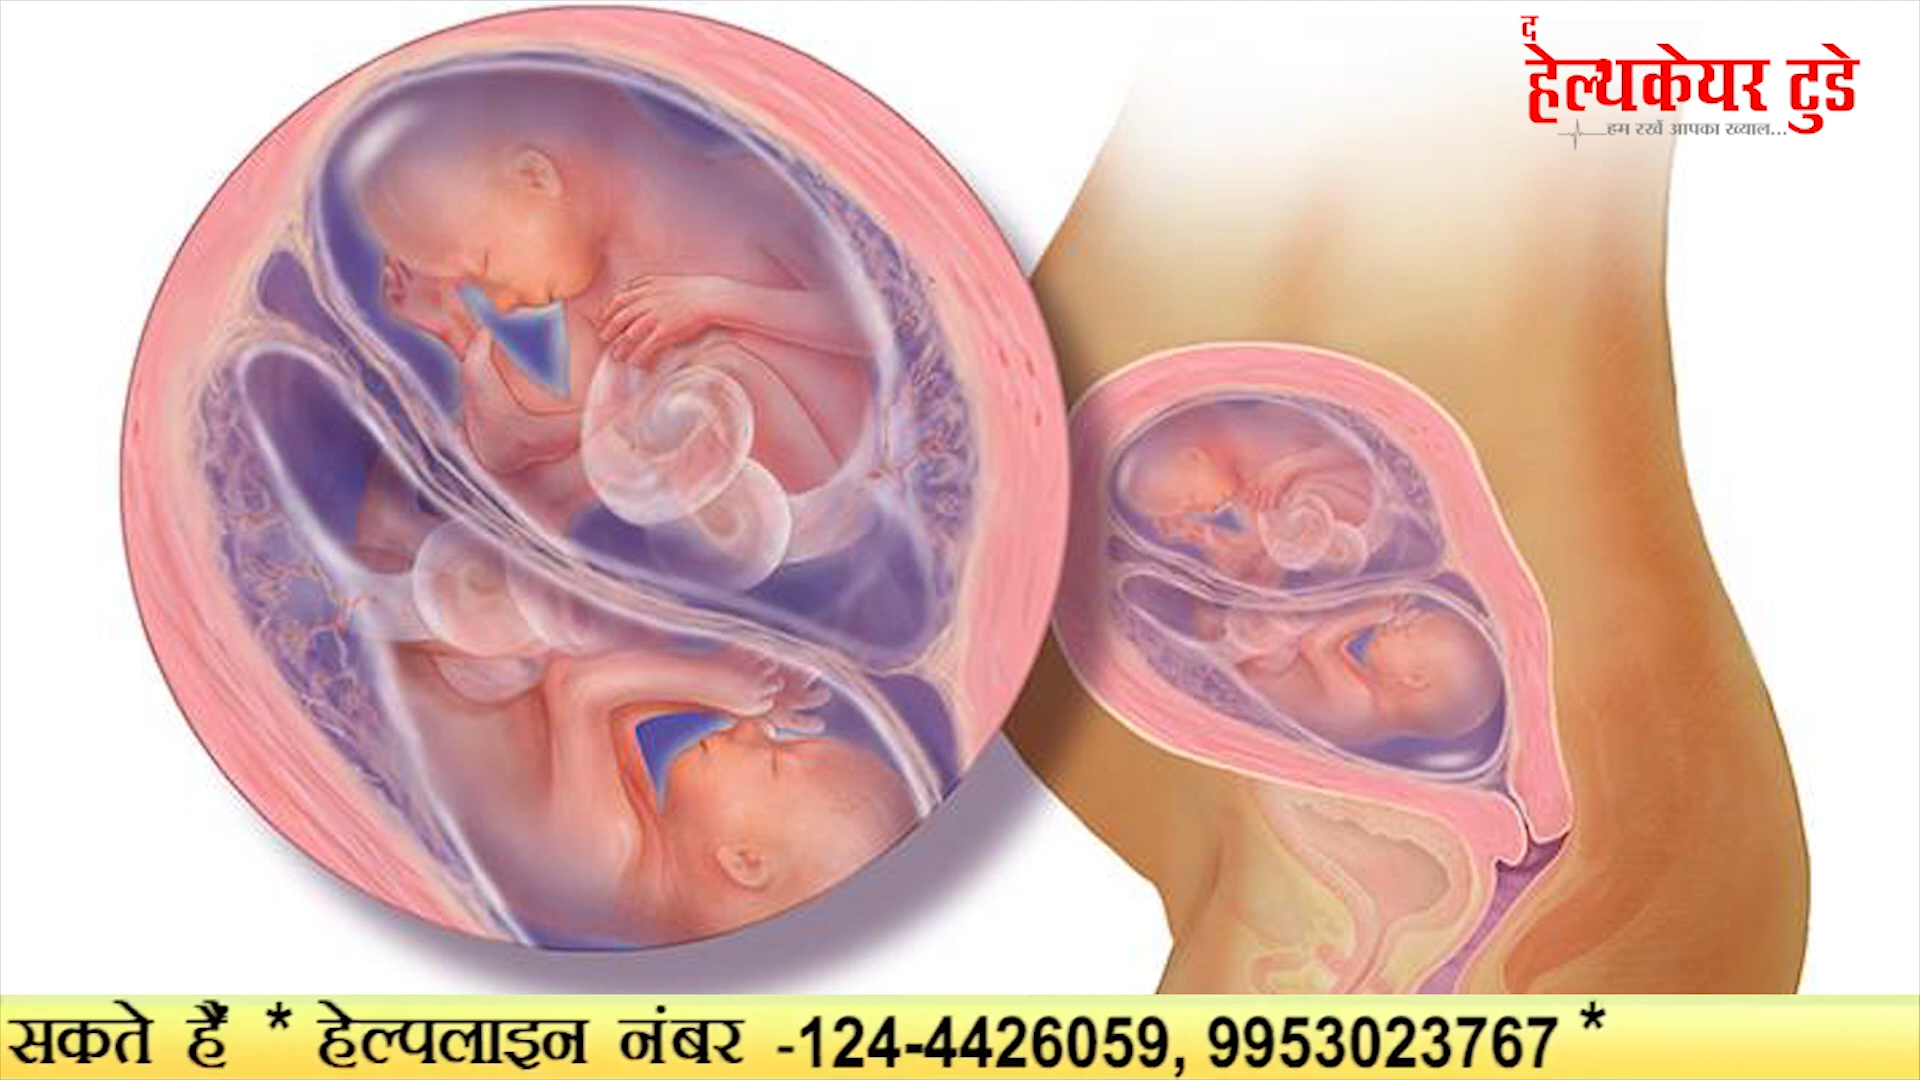 द
हेल्थकेयर टुडे
हम रखें आपका ख्याल...
सकते हैं * हेल्पलाइन नंबर -124-4426059, 9953023767 *